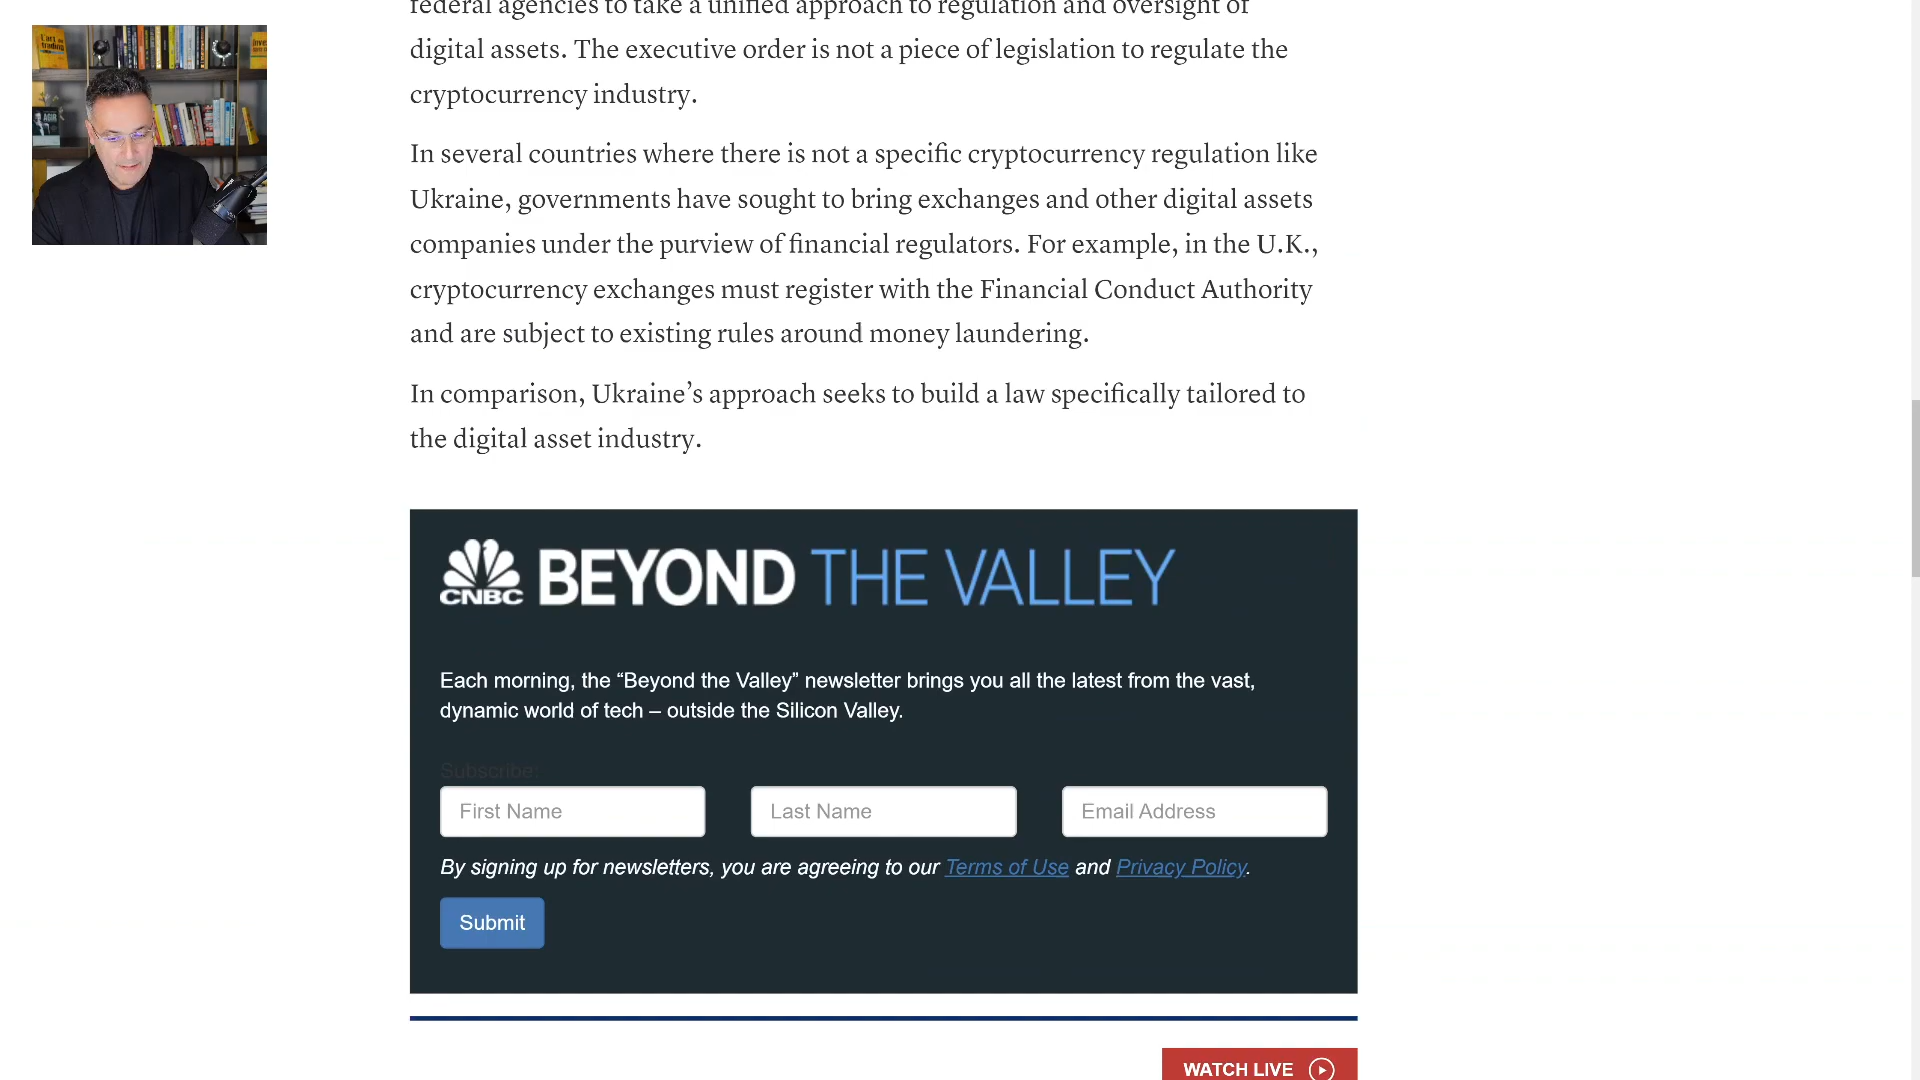 federal agencies to take a unified approach to regulation and oversight of
digital assets. The executive order is not a piece of legislation to regulate the
cryptocurrency industry.
In several countries where there is not a specific cryptocurrency regulation like
Ukraine, governments have sought to bring exchanges and other digital assets
companies under the purview of financial regulators. For example, in the U.K.,
cryptocurrency exchanges must register with the Financial Conduct Authority
and are subject to existing rules around money laundering.
In comparison, Ukraine’s approach seeks to build a law specifically tailored to
the digital asset industry.
CNBC BEYOND THE VALLEY
Each morning, the “Beyond the Valley” newsletter brings you all the latest from the vast,
dynamic world of tech – outside the Silicon Valley.
Subscribe:
First Name Last Name Email Address
By signing up for newsletters, you are agreeing to our Terms of Use and Privacy Policy.
Submit
WATCH LIVE
AGIR